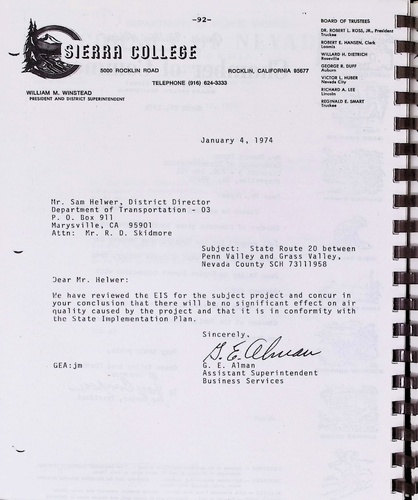 -92-
SIERRA COLLEGE
5000 ROCKLIN ROAD ROCKLIN, CALIFORNIA 95677
TELEPHONE (916) 624-3333
WILLIAM M. WINSTEAD
PRESIDENT AND DISTRICT SUPERINTENDENT
BOARD OF TRUSTEES
DR. ROBERT L. ROSS, JR., President
Truckee
ROBERT E. HANSEN, Clerk
Loomis
WILLARD H. DIETRICH
Roseville
GEORGE R. DUFF
Auburn
VICTOR L. HUBER
Nevada City
RICHARD A. LEE
Lincoln
REGINALD E. SMART
Truckee
January 4, 1974
Mr. Sam Helwer, District Director
Department of Transportation - 03
P. O. Box 911
Marysville, CA 95901
Attn: Mr. R. D. Skidmore
Subject: State Route 20 between
Penn Valley and Grass Valley,
Nevada County SCH 73111958
Dear Mr. Helwer:
We have reviewed the EIS for the subject project and concur in
your conclusion that there will be no significant effect on air
quality caused by the project and that it is in conformity with
the State Implementation Plan.
Sincerely,
G. E. Alman
GEA:jm
G. E. Alman
Assistant Superintendent
Business Services